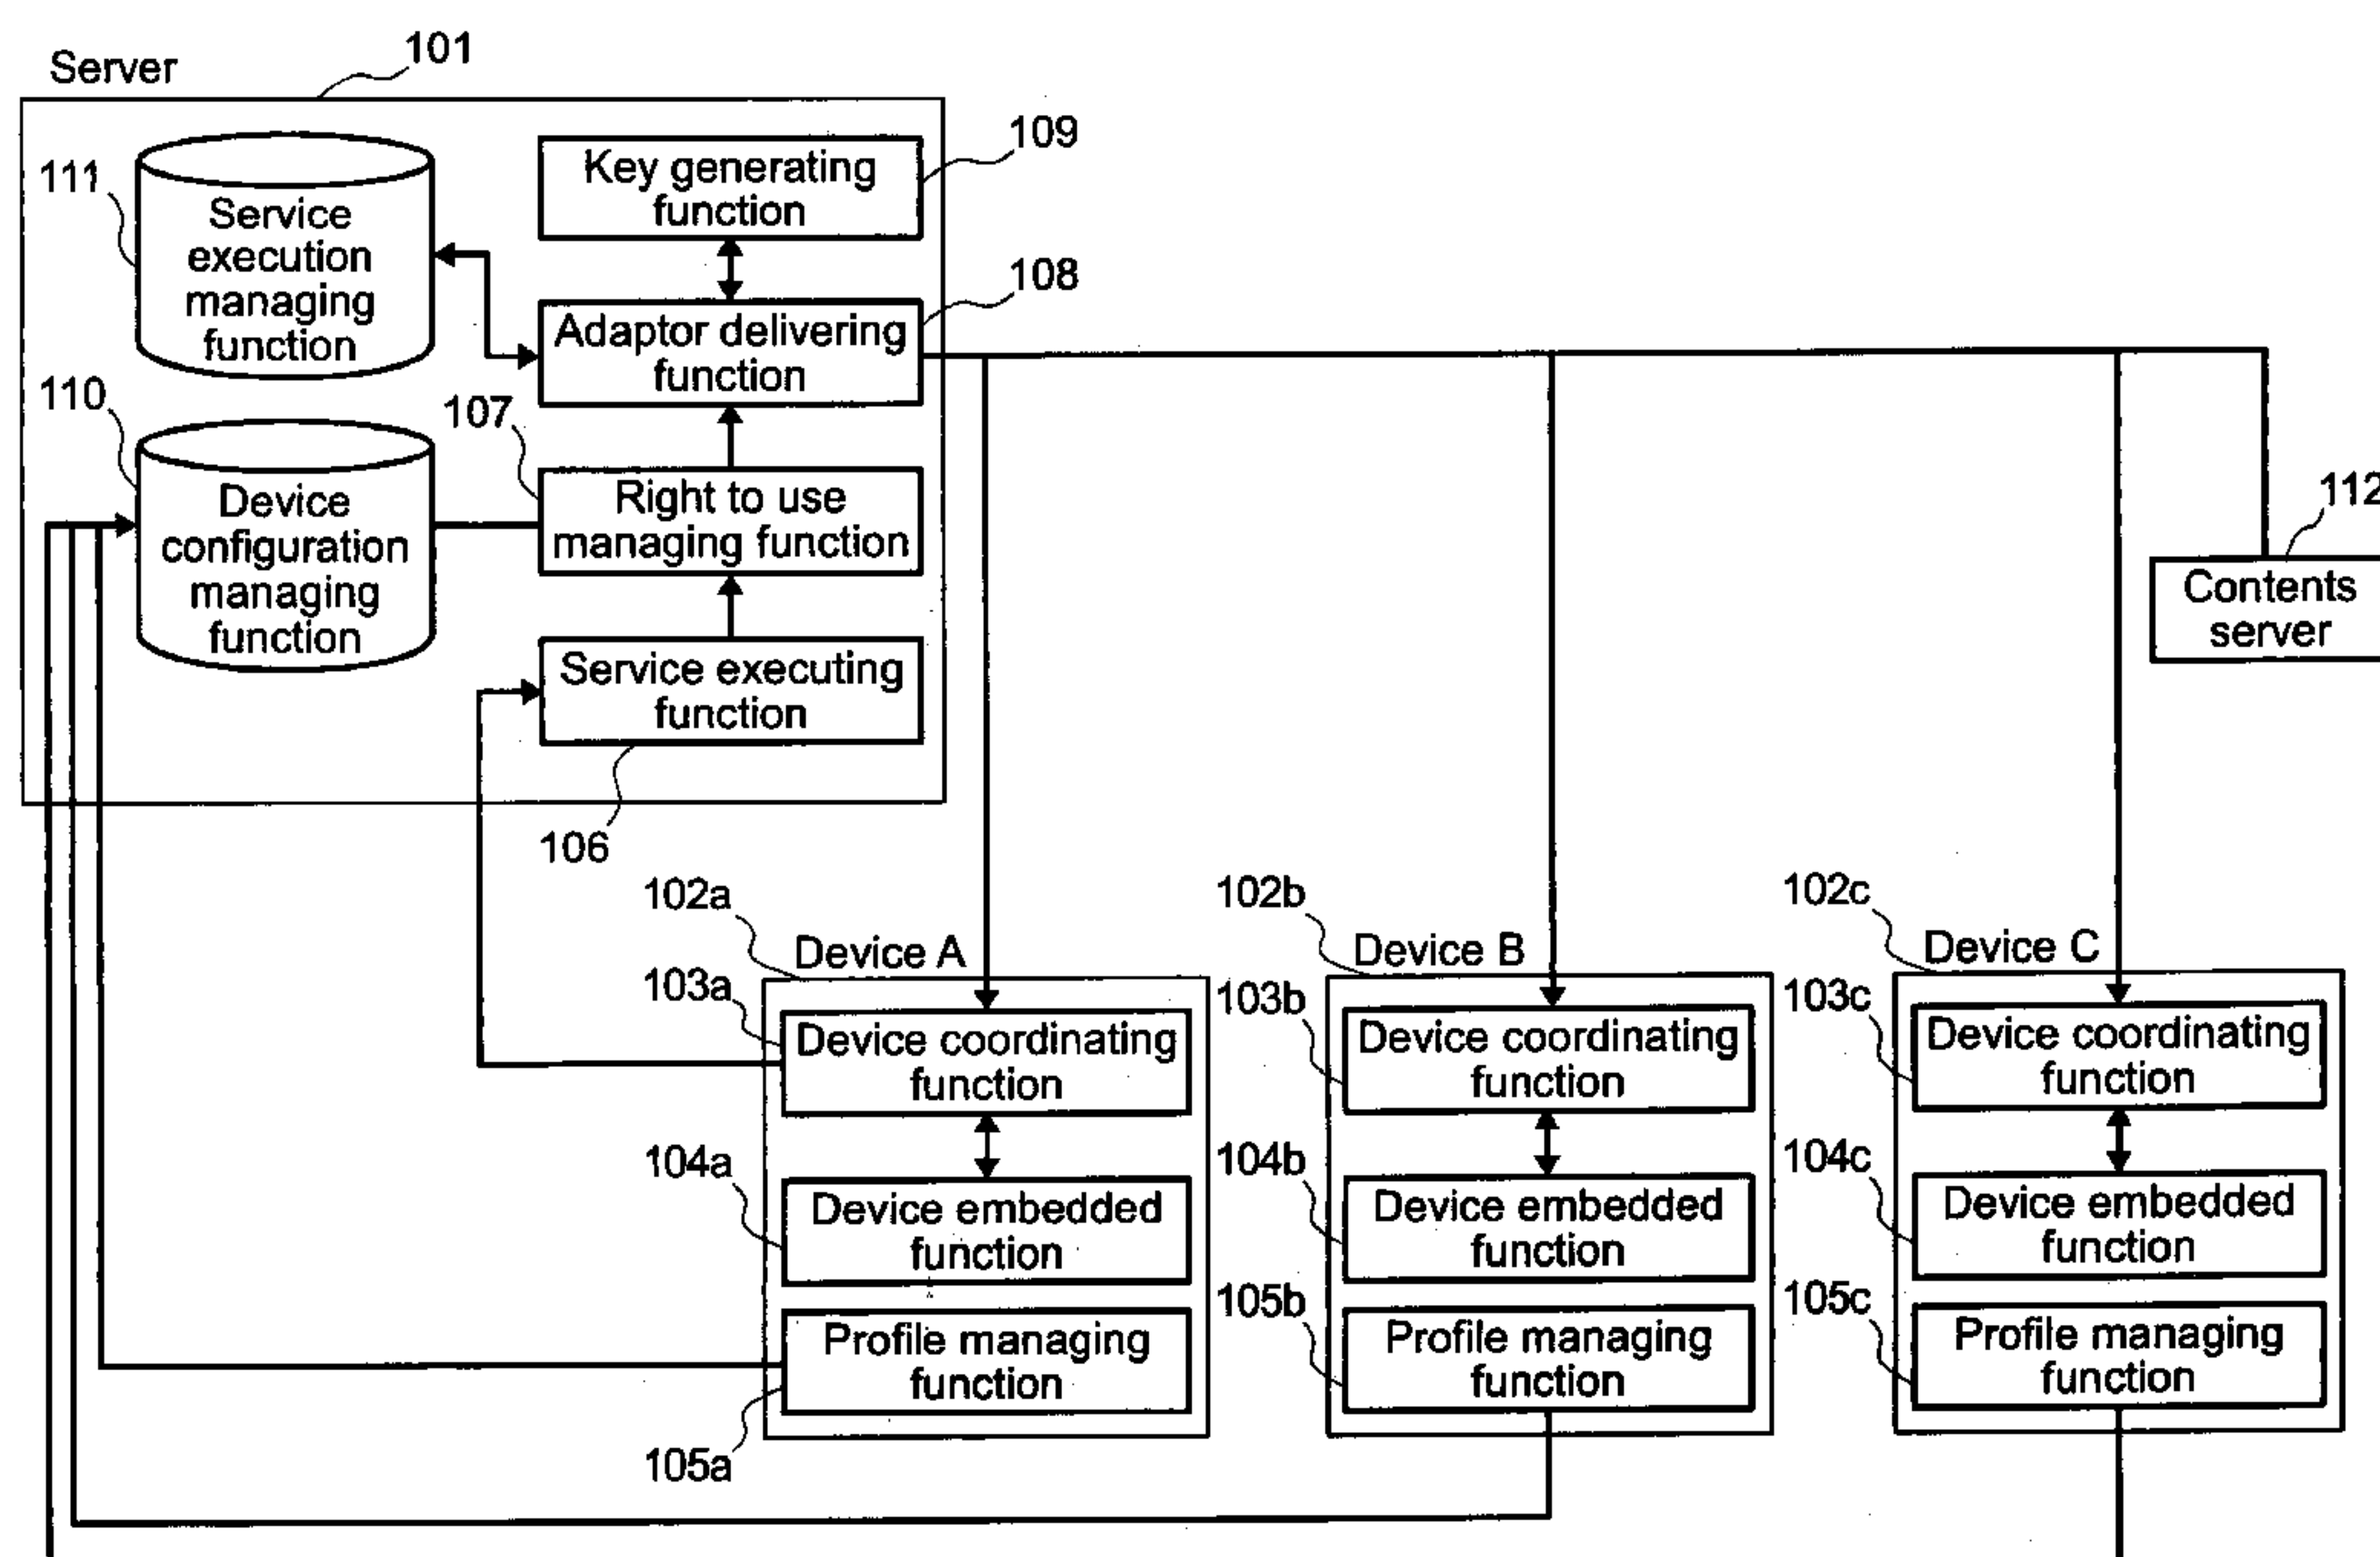 Server
101
111
Service
execution
managing
function
Key generating
function
109
Adaptor delivering
function
108
110
Device
configuration
managing
function
107
Right to use
managing function
Service executing
function
106
112
Contents
server
102a
Device A
103a
Device coordinating
function
104a
Device embedded
function
Profile managing
function
105a
102b
Device B
103b
Device coordinating
function
104b
Device embedded
function
105b
Profile managing
function
102c
Device C
103c
Device coordinating
function
104c
Device embedded
function
105c
Profile managing
function